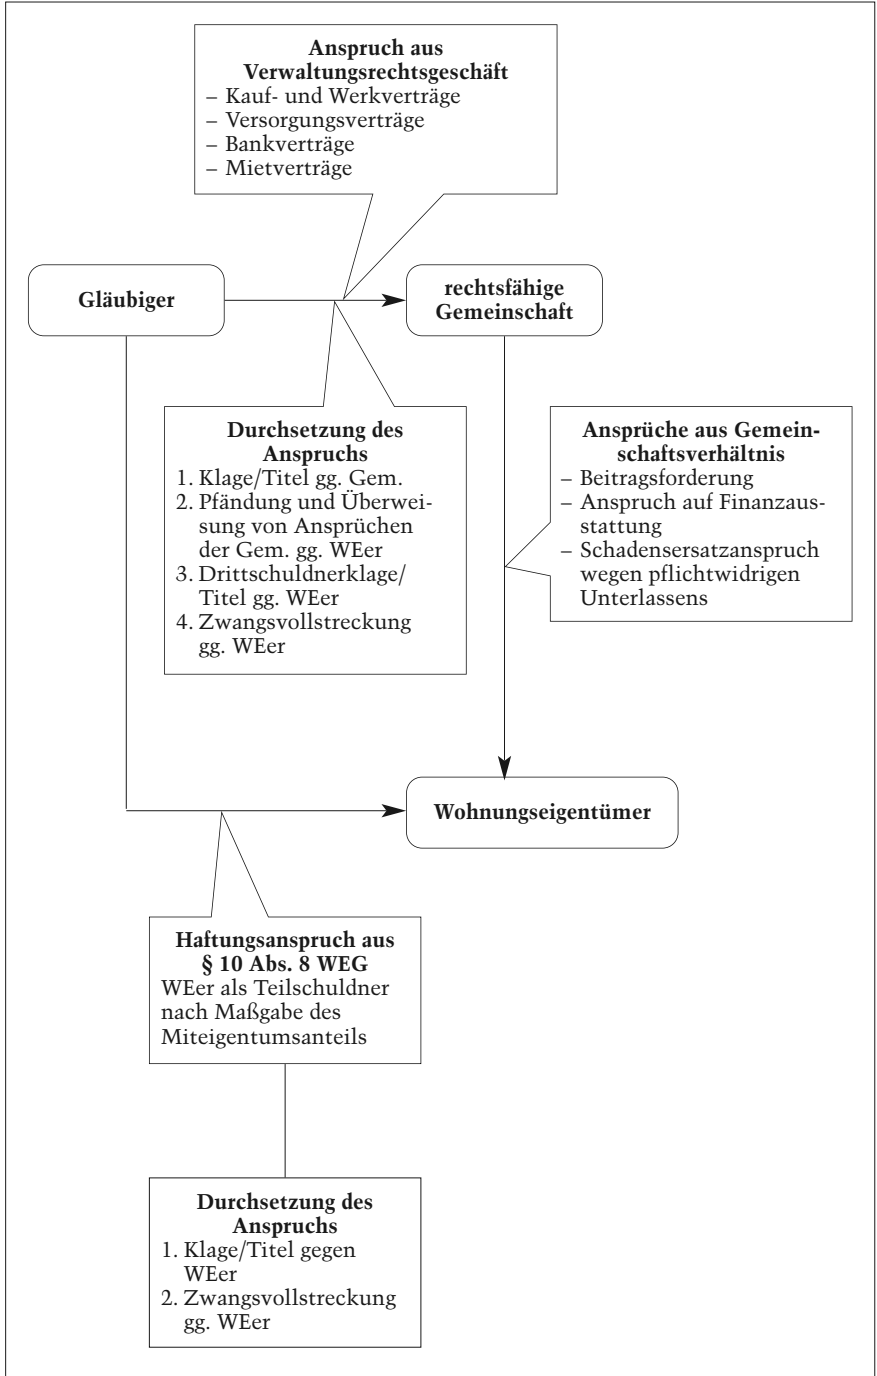 Anspruch aus
Verwaltungsrechtsgeschäft
– Kauf- und Werkverträge
– Versorgungsverträge
– Bankverträge
– Mietverträge
Gläubiger
rechtsfähige
Gemeinschaft
Durchsetzung des
Anspruchs
1. Klage/Titel gg. Gem.
2. Pfändung und Überwei-
sung von Ansprüchen
der Gem. gg. WEer
3. Drittschuldnerklage/
Titel gg. WEer
4. Zwangsvollstreckung
gg. WEer
Ansprüche aus Gemein-
schaftsverhältnis
– Beitragsforderung
– Anspruch auf Finanzaus-
stattung
– Schadensersatzanspruch
wegen pflichtwidrigen
Unterlassens
Wohnungseigentümer
Haftungsanspruch aus
§ 10 Abs. 8 WEG
WEer als Teilschuldner
nach Maßgabe des
Miteigentumsanteils
Durchsetzung des
Anspruchs
1. Klage/Titel gegen
WEer
2. Zwangsvollstreckung
gg. WEer